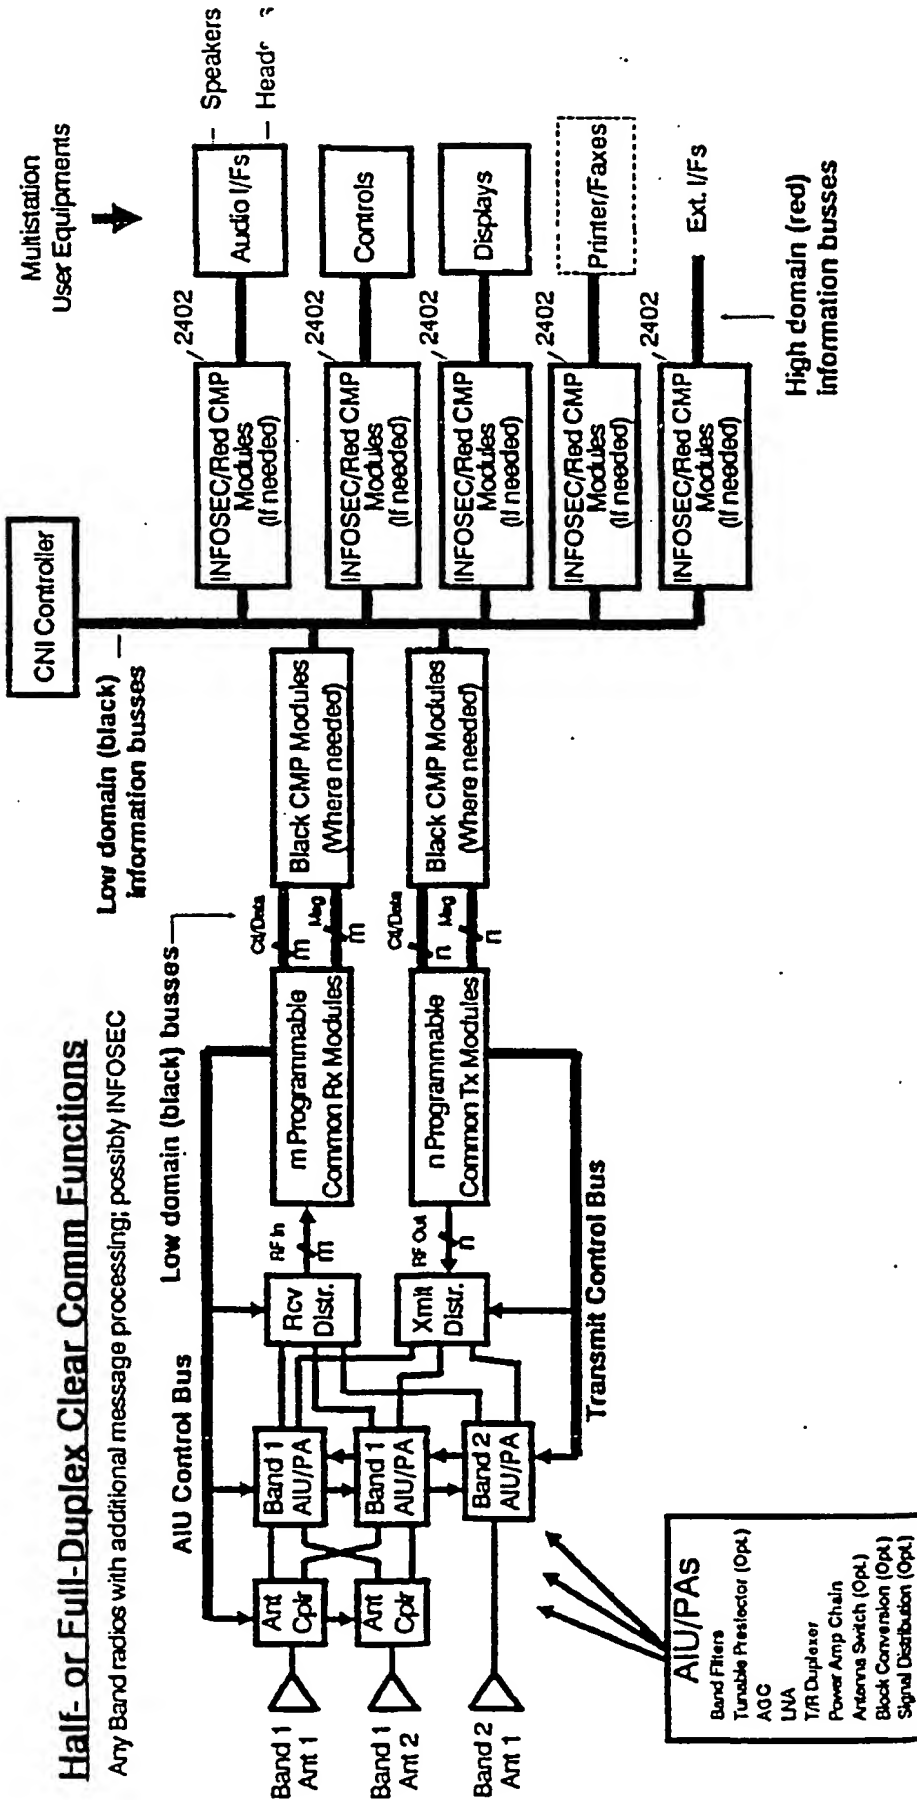 Half- or Full-Duplex Clear Comm Functions
Any Band radios with additional message processing; possibly INFOSEC
Multistation
User Equipments
CNI Controller
Low domain (black)
information busses
Low domain (black) busses
AIU Control Bus
Band 1
Ant 1
Band 1
Ant 2
Band 2
Ant 1
Ant
Cplr
Ant
Cplr
Band 1
AIU/PA
Band 1
AIU/PA
Band 2
AIU/PA
Rcv
Distr.
Xmit
Distr.
RF In
m
RF Out
n
m Programmable
Common Rx Modules
n Programmable
Common Tx Modules
Ctl/Data
m
Msg
m
Ctl/Data
n
Msg
n
Black CMP Modules
(Where needed)
Black CMP Modules
(Where needed)
INFOSEC/Red CMP
Modules
(If needed)
2402
INFOSEC/Red CMP
Modules
(If needed)
2402
INFOSEC/Red CMP
Modules
(If needed)
2402
INFOSEC/Red CMP
Modules
(If needed)
2402
INFOSEC/Red CMP
Modules
(If needed)
2402
Audio I/Fs
Speakers
Controls
Displays
Printer/Faxes
Ext. I/Fs
High domain (red)
information busses
Transmit Control Bus
AIU/PAs
Band Filters
Tunable Preslector (Opt.)
AGC
LNA
T/R Duplexer
Power Amp Chain
Antenna Switch (Opt.)
Block Conversion (Opt.)
Signal Distribution (Opt.)